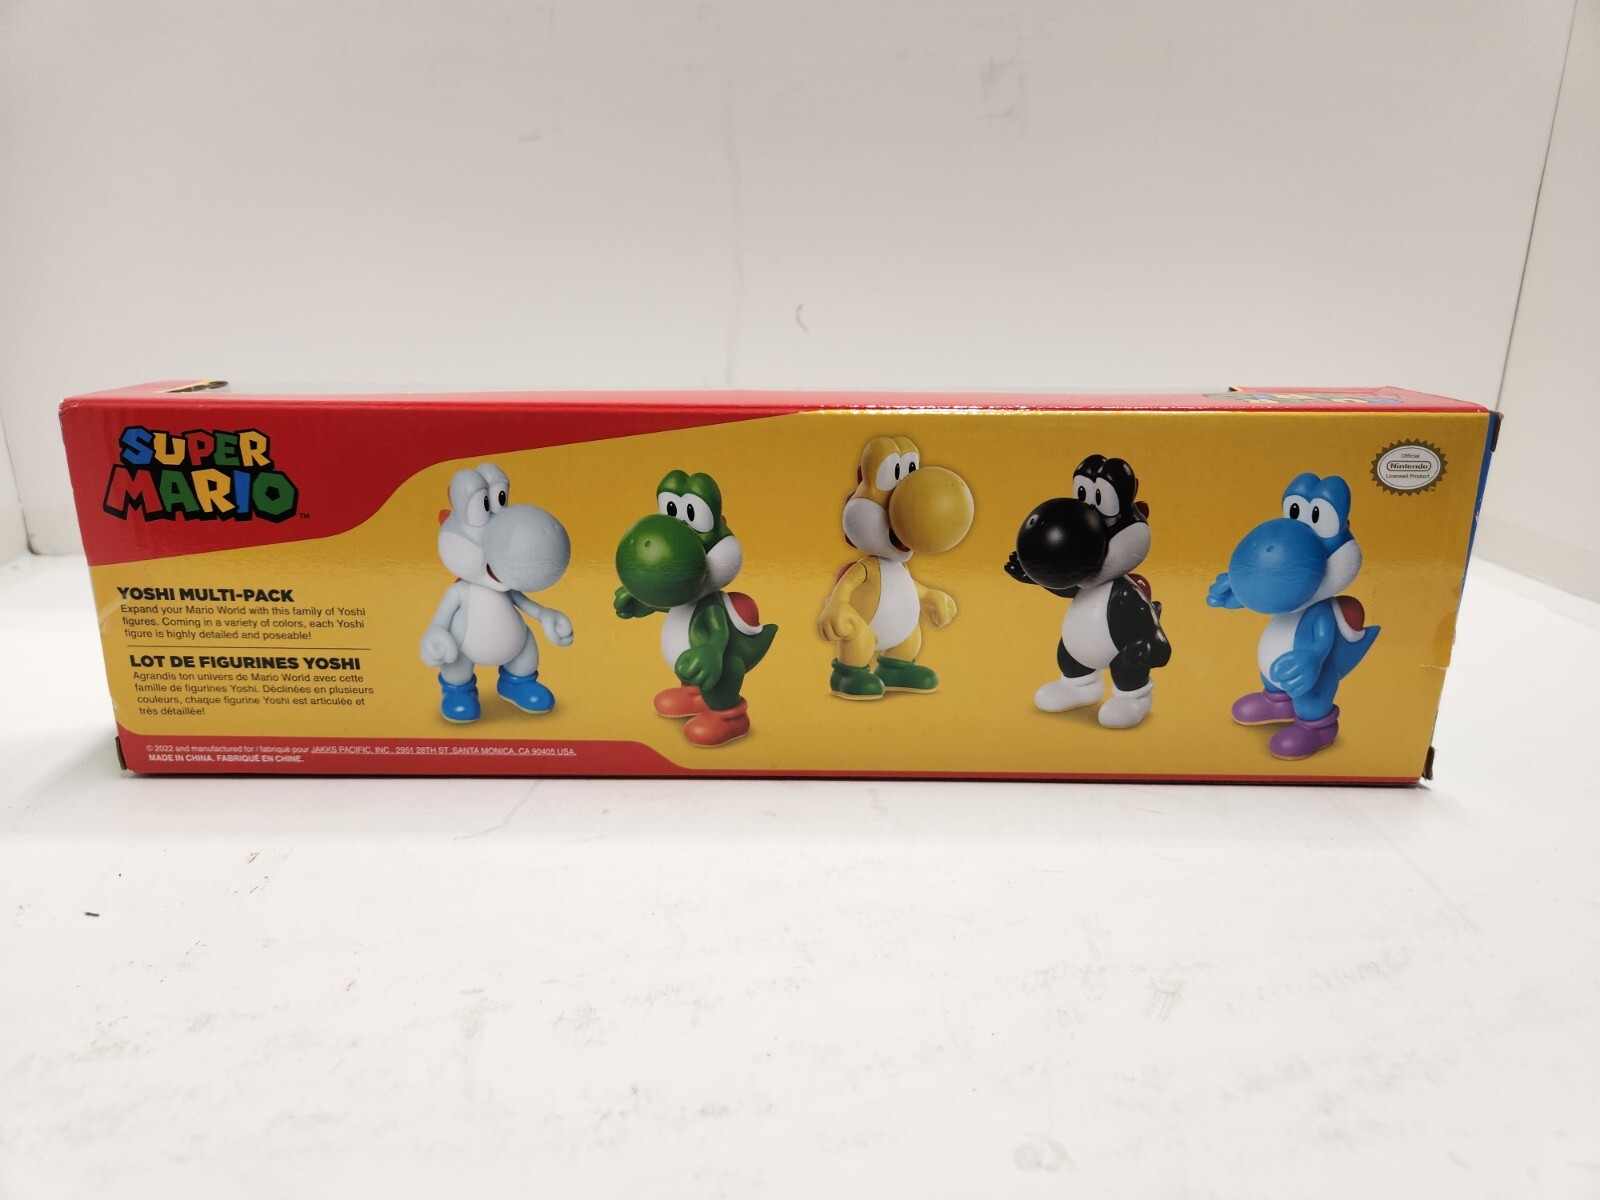 SUPER
MARIO™
YOSHI MULTI-PACK
Expand your Mario World with this family of Yoshi
figures. Coming in a variety of colors, each Yoshi
figure is highly detailed and poseable!
LOT DE FIGURINES YOSHI
Agrandis ton univers de Mario World avec cette
famille de figurines Yoshi. Déclinées en plusieurs
couleurs, chaque figurine Yoshi est articulée et
très détaillée!
© 2022 and manufactured for / fabriqué pour JAKKS PACIFIC, INC., 2951 28TH ST. SANTA MONICA, CA 90405 USA.
MADE IN CHINA. FABRIQUÉ EN CHINE.
Official
Nintendo
Licensed Product